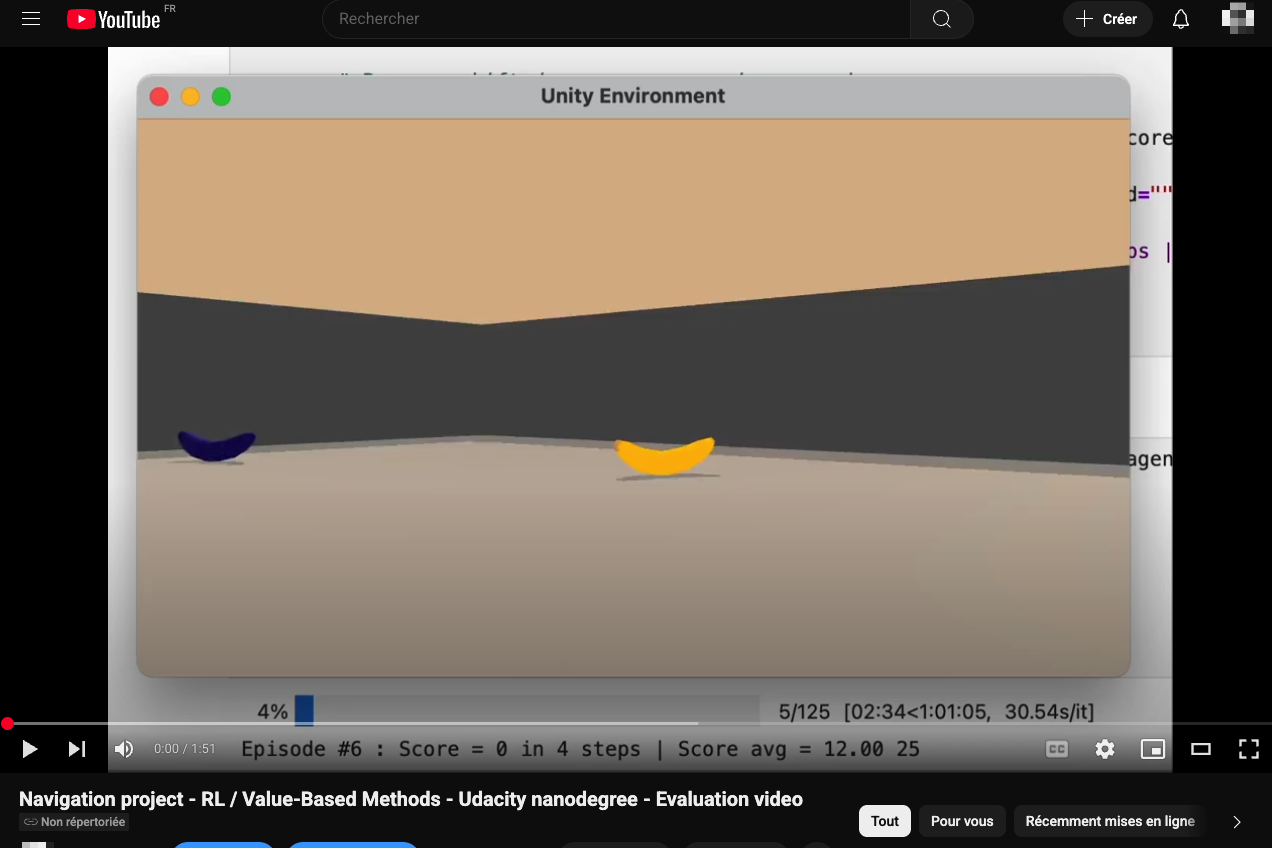 YouTube FR
Rechercher
Créer
Unity Environment
core
d=""
os |
agen
4%
5/125 [02:34<1:01:05, 30.54s/it]
0:00 / 1:51
Episode #6 : Score = 0 in 4 steps | Score avg = 12.00 25
CC
Navigation project - RL / Value-Based Methods - Udacity nanodegree - Evaluation video
Non répertoriée
Tout
Pour vous
Récemment mises en ligne